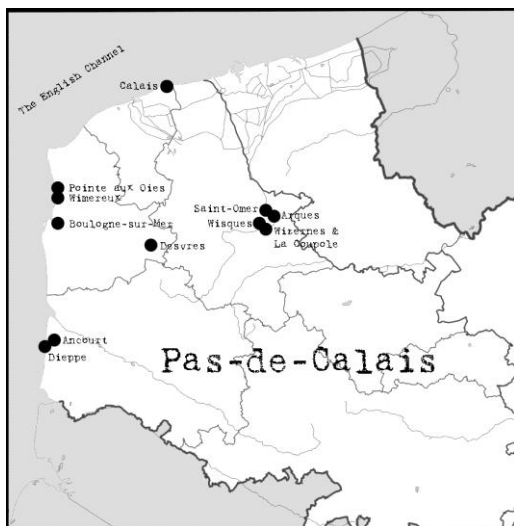 The English Channel
Calais
Pointe aux Oies
Wimereux
Boulogne-sur-Mer
Desvres
Saint-Omer
Arques
Wisques
Wizernes &
La Coupole
Ancourt
Dieppe
Pas-de-Calais